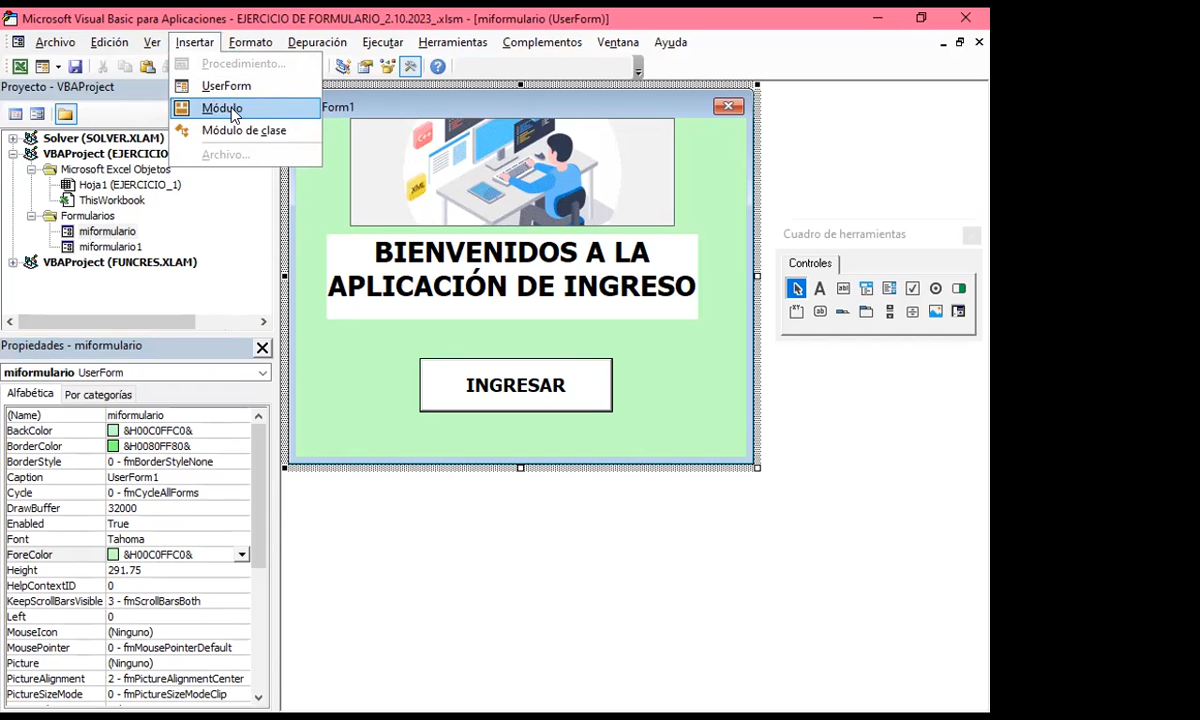 Microsoft Visual Basic para Aplicaciones - EJERCICIO DE FORMULARIO_2.10.2023_.xlsm - [miformulario (UserForm)]
Archivo Edición Ver Insertar Formato Depuración Ejecutar Herramientas Complementos Ventana Ayuda
Procedimiento...
UserForm
Módulo
Módulo de clase
Archivo...
Proyecto - VBAProject
Solver (SOLVER.XLAM)
VBAProject (EJERCICIO
Microsoft Excel Objetos
Hoja1 (EJERCICIO_1)
ThisWorkbook
Formularios
miformulario
miformulario1
VBAProject (FUNCRES.XLAM)
Propiedades - miformulario
miformulario UserForm
Alfabética Por categorías
(Name) miformulario
BackColor &H00C0FFC0&
BorderColor &H0080FF80&
BorderStyle 0 - fmBorderStyleNone
Caption UserForm1
Cycle 0 - fmCycleAllForms
DrawBuffer 32000
Enabled True
Font Tahoma
ForeColor &H00C0FFC0&
Height 291.75
HelpContextID 0
KeepScrollBarsVisible 3 - fmScrollBarsBoth
Left 0
MouseIcon (Ninguno)
MousePointer 0 - fmMousePointerDefault
Picture (Ninguno)
PictureAlignment 2 - fmPictureAlignmentCenter
PictureSizeMode 0 - fmPictureSizeModeClip
Form1
C++
XML
BIENVENIDOS A LA
APLICACIÓN DE INGRESO
INGRESAR
Cuadro de herramientas
Controles